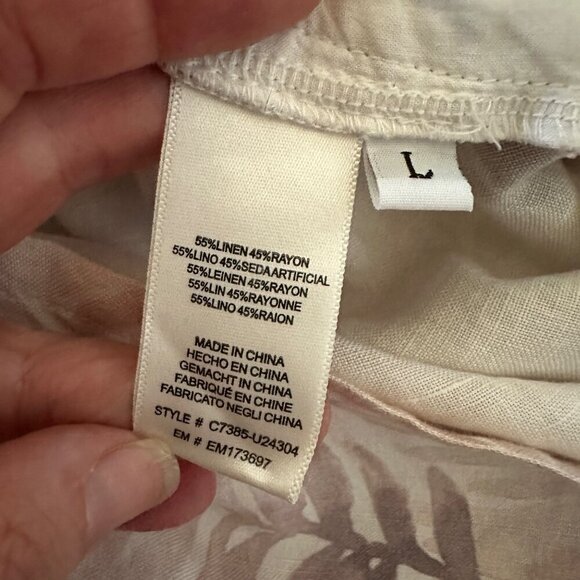 L
55%LINEN 45%RAYON
55%LINO 45%SEDAARTIFICIAL
55%LEINEN 45%RAYON
55%LIN 45%RAYONNE
55%LINO 45%RAION
MADE IN CHINA
HECHO EN CHINA
GEMACHT IN CHINA
FABRIQUÉ EN CHINE
FABRICATO NEGLI CHINA
STYLE # C7385-U24304
EM # EM173697